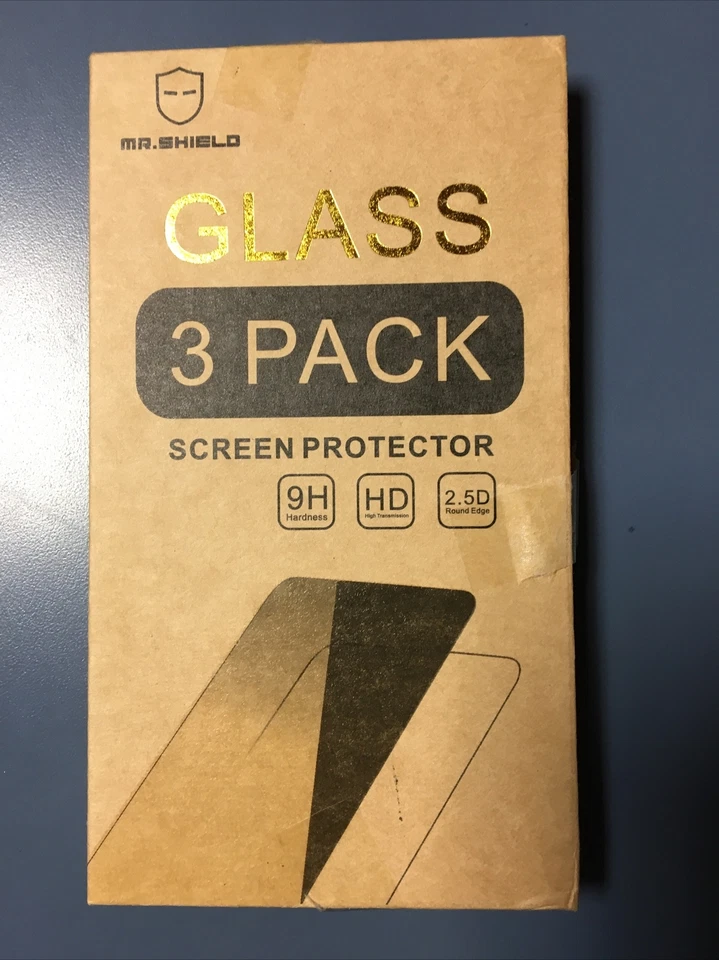 MR.SHIELD
GLASS
3 PACK
SCREEN PROTECTOR
9H HD 2.5D
Hardness High Transmission Round Edge